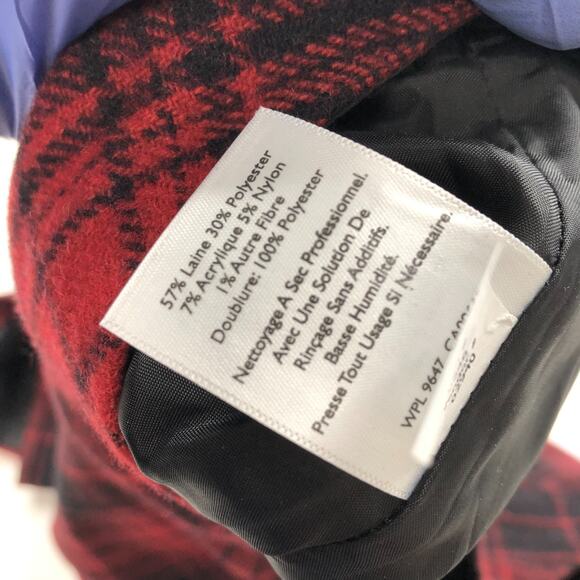 57% Laine 30% Polyester
7% Acrylique 5% Nylon
1% Autre Fibre
Doublure: 100% Polyester
Nettoyage A Sec Professionnel.
Avec Une Solution De
Rinçage Sans Additifs.
Basse Humidité.
Presse Tout Usage Si Nécessaire.
WPL 9647